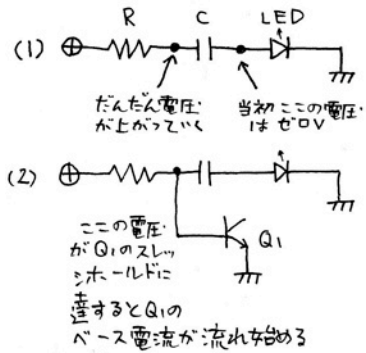 R C LED
(1)
だんだん電圧
が上がっていく
当初ここの電圧
はゼロV
(2)
Q1
ここの電圧
がQ1のスレッ
シホールドに
達するとQ1の
ベース電流が流れ始める